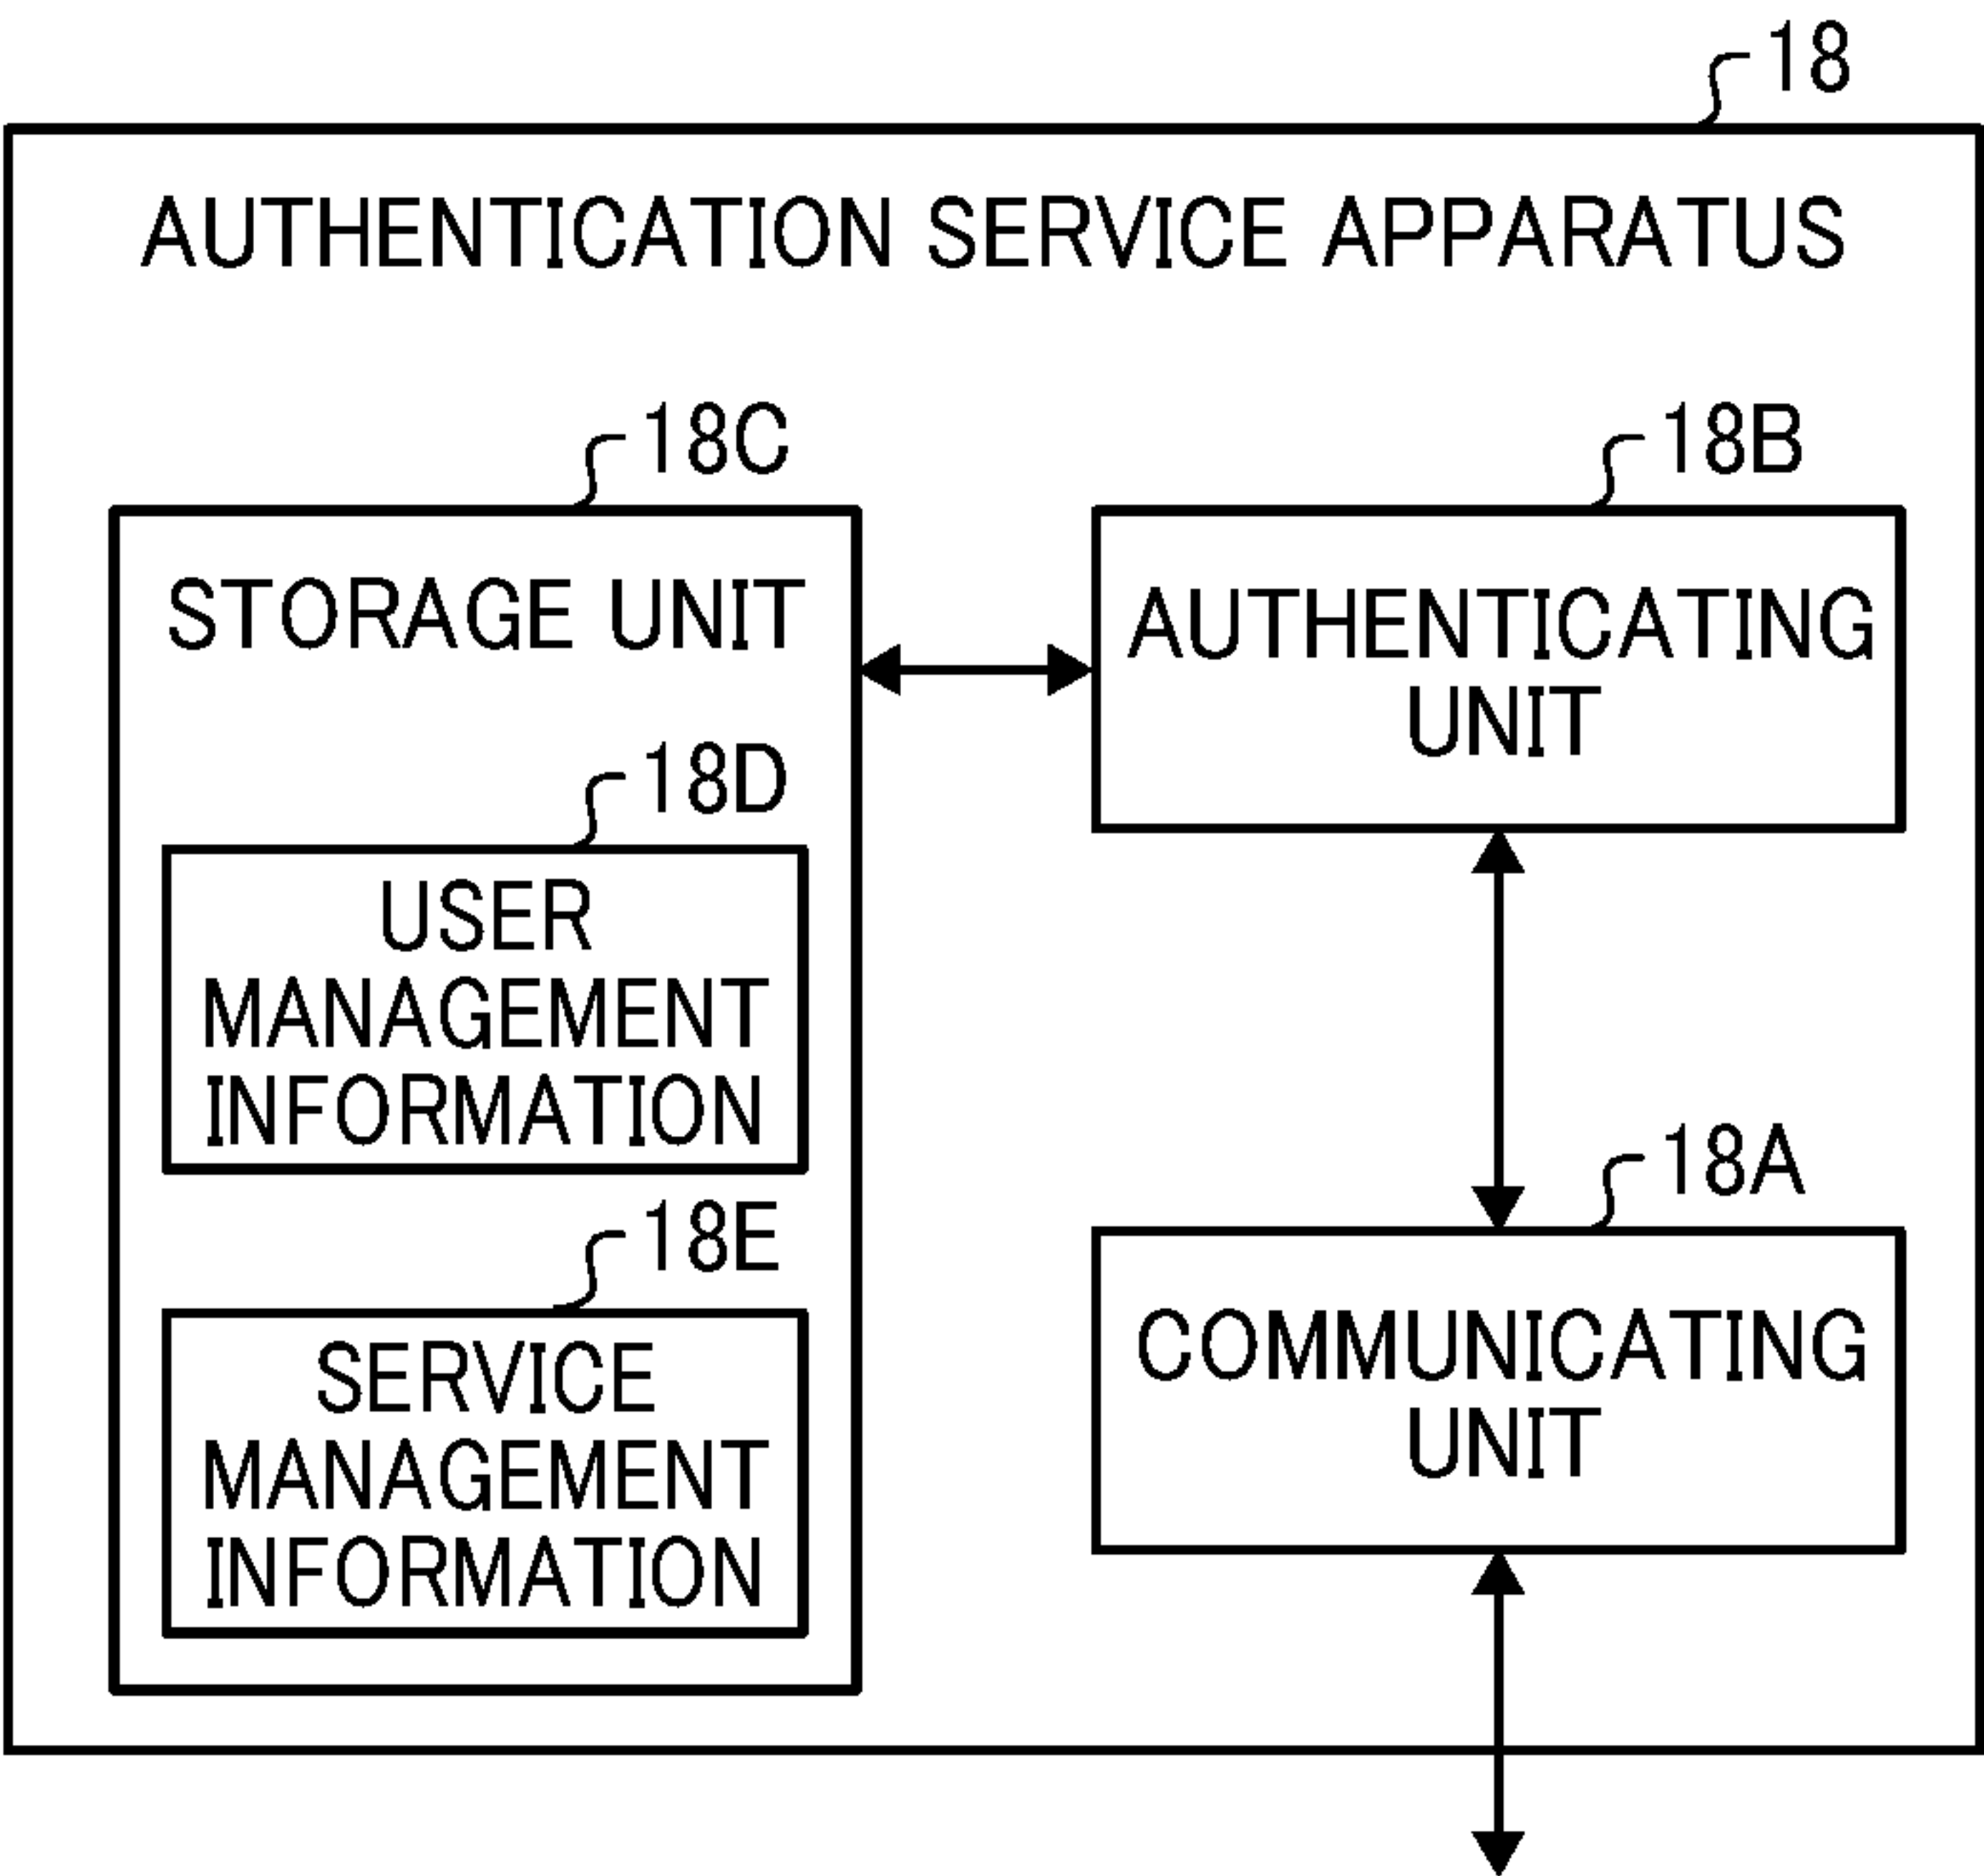 18
AUTHENTICATION SERVICE APPARATUS
18C
STORAGE UNIT
18D
USER
MANAGEMENT
INFORMATION
18E
SERVICE
MANAGEMENT
INFORMATION
18B
AUTHENTICATING
UNIT
18A
COMMUNICATING
UNIT